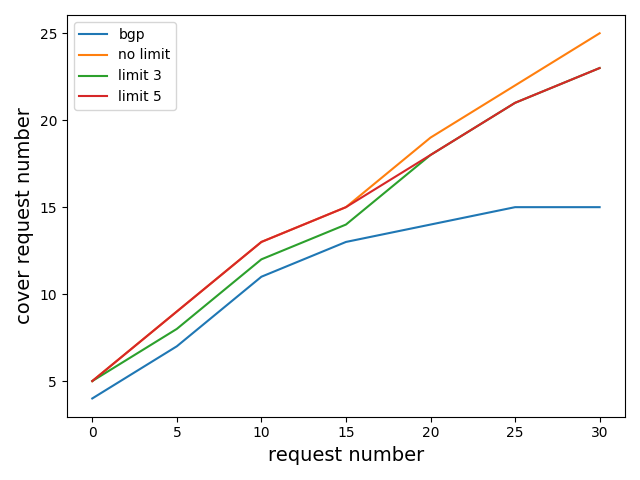 bgp
no limit
limit 3
limit 5
25
20
15
10
5
cover request number
0 5 10 15 20 25 30
request number